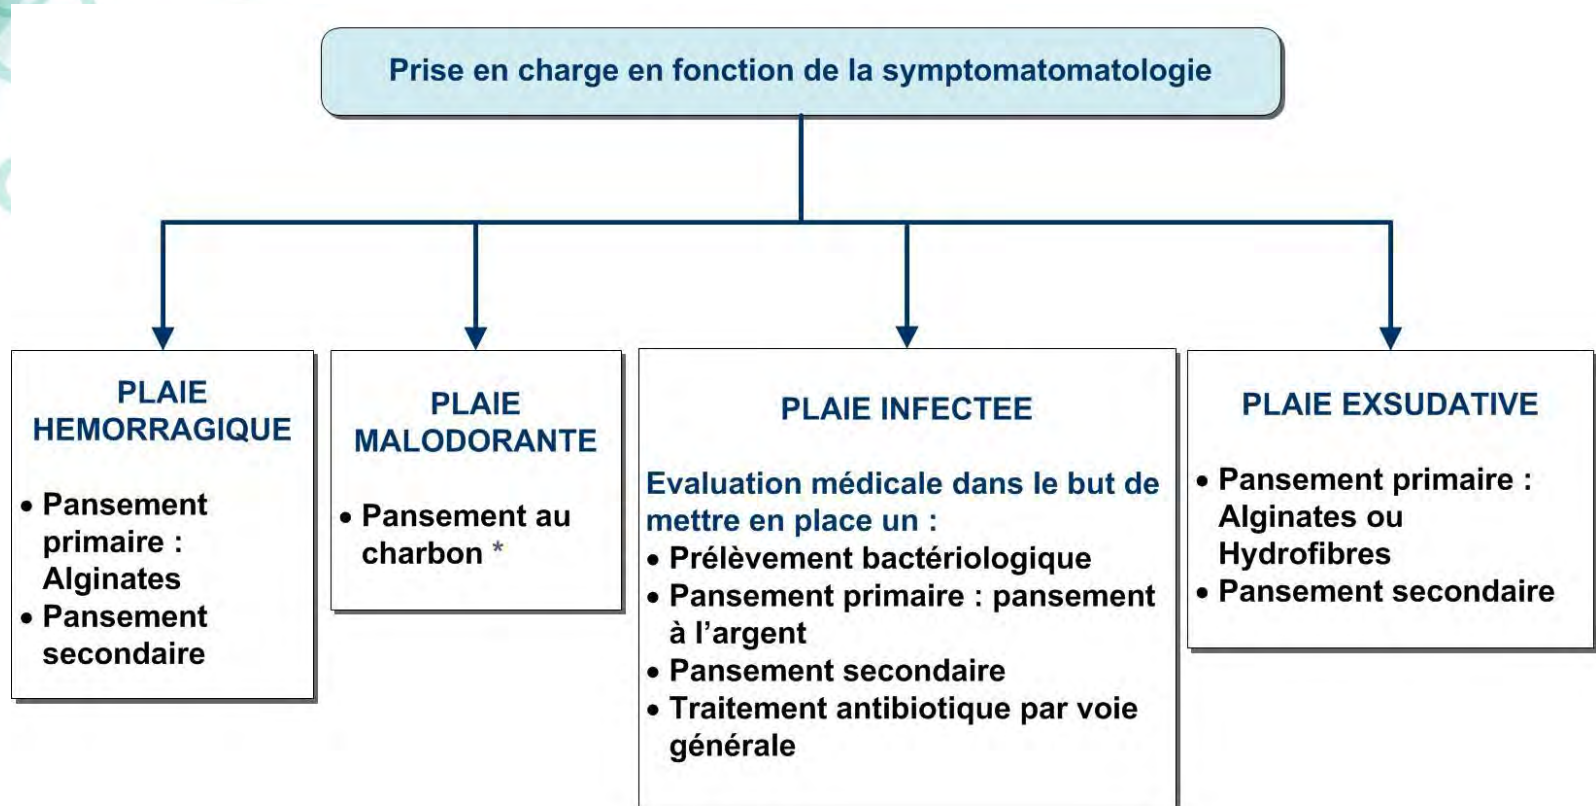 Prise en charge en fonction de la symptomatomatologie
PLAIE
HEMORRAGIQUE
• Pansement
primaire :
Alginates
• Pansement
secondaire
PLAIE
MALODORANTE
• Pansement au
charbon *
PLAIE INFECTEE
Evaluation médicale dans le but de
mettre en place un :
• Prélèvement bactériologique
• Pansement primaire : pansement
à l’argent
• Pansement secondaire
• Traitement antibiotique par voie
générale
PLAIE EXSUDATIVE
• Pansement primaire :
Alginates ou
Hydrofibres
• Pansement secondaire